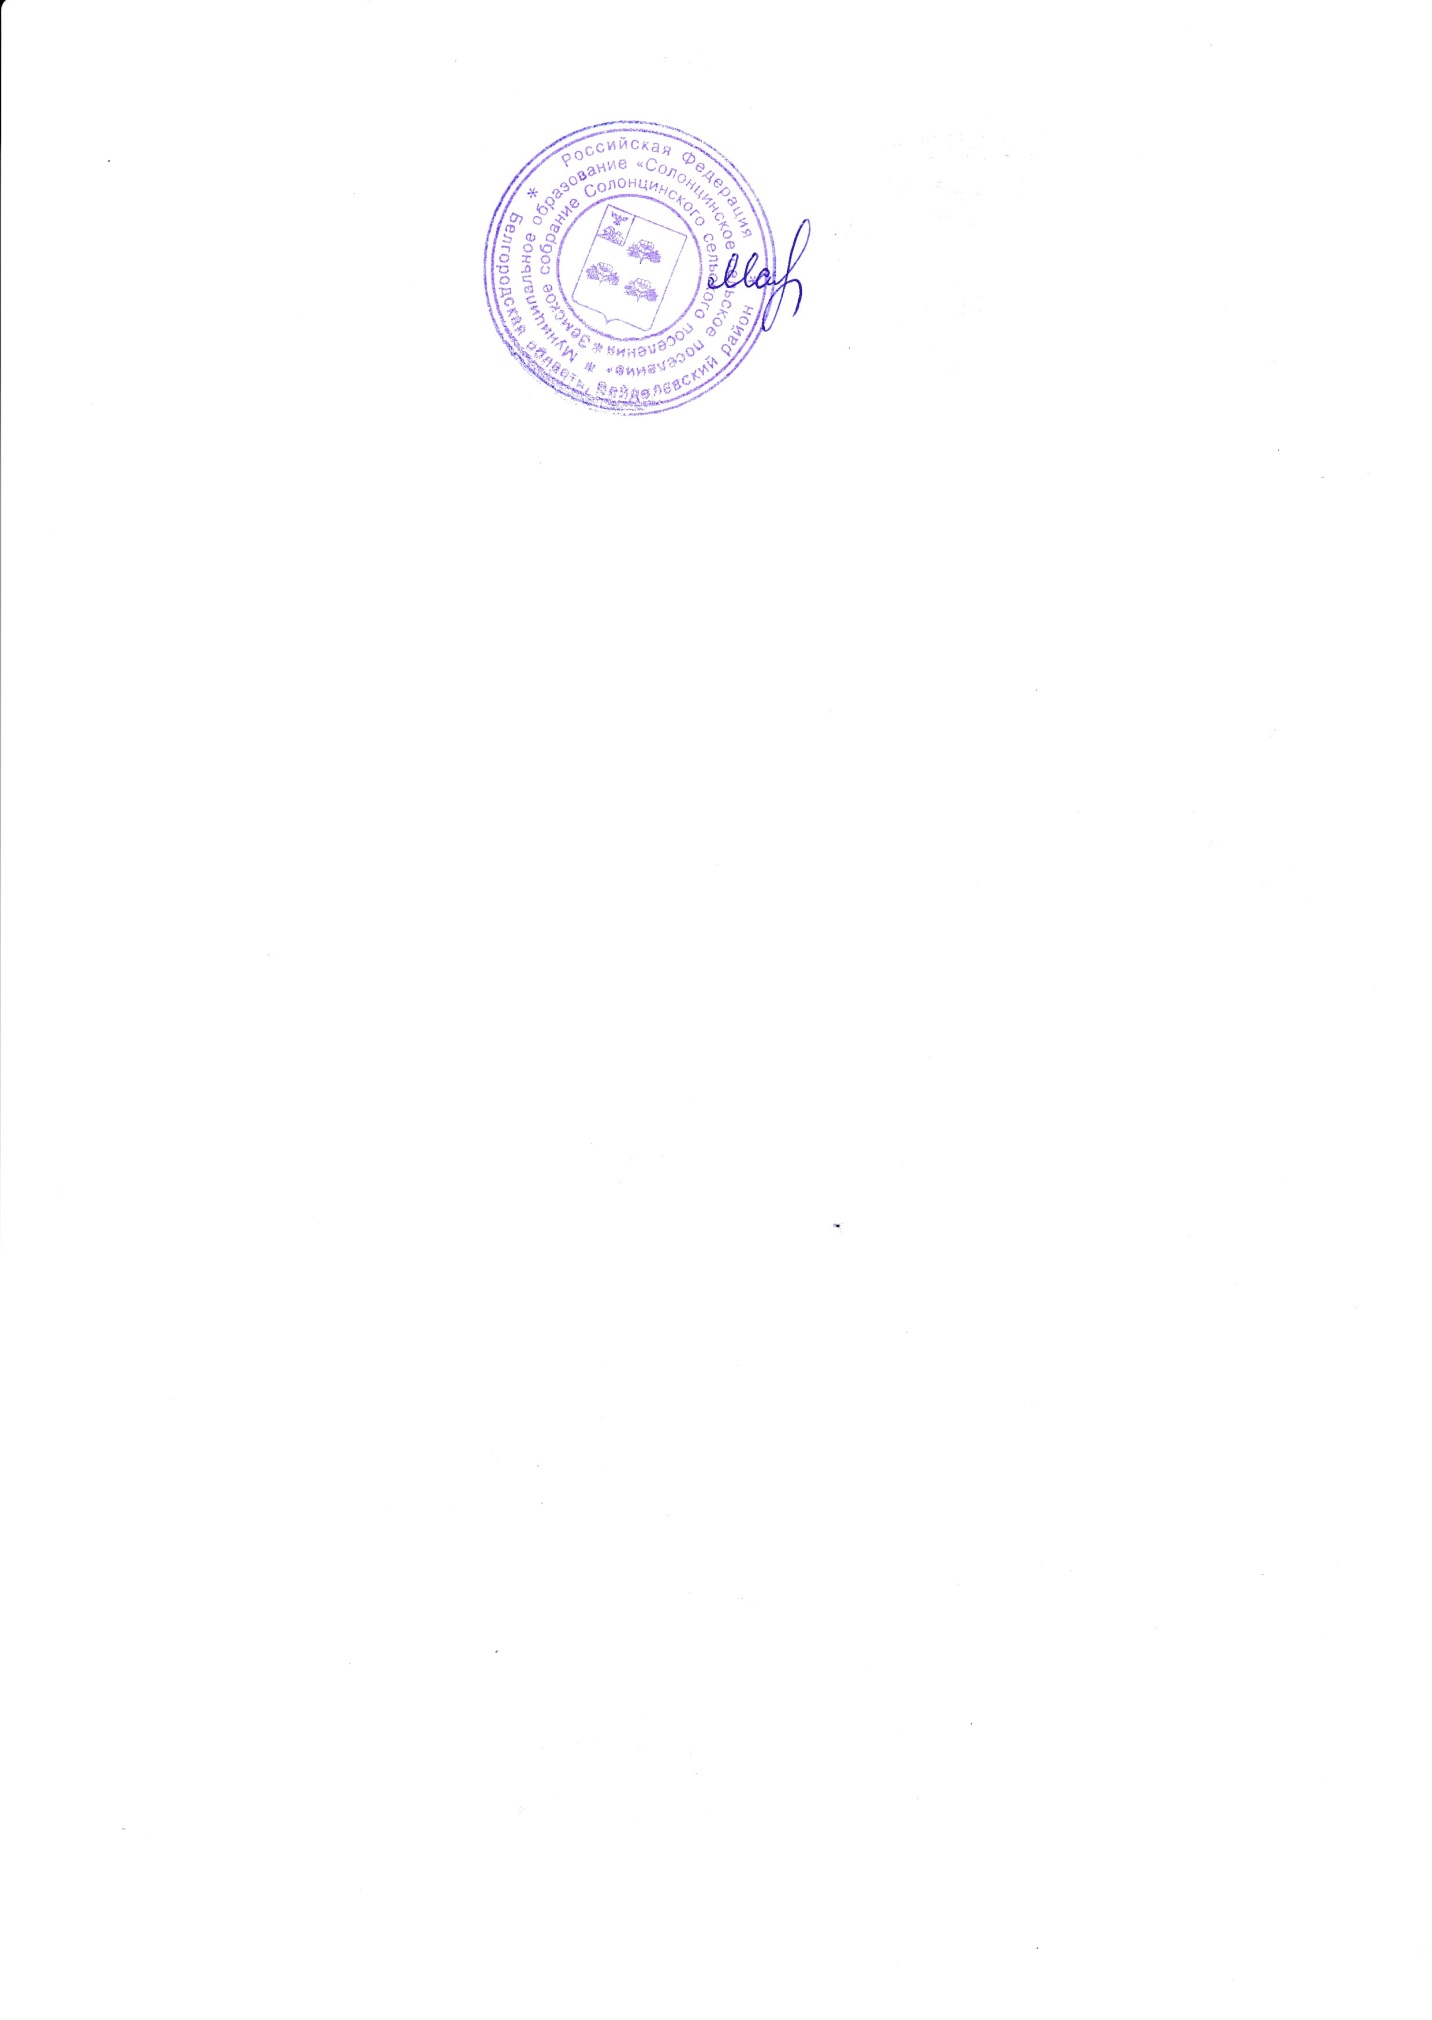 Российская Федерация * Вейделевский район * Белгородская область *
Муниципальное образование «Солонцинское сельское поселение» *
Земское собрание Солонцинского сельского поселения *